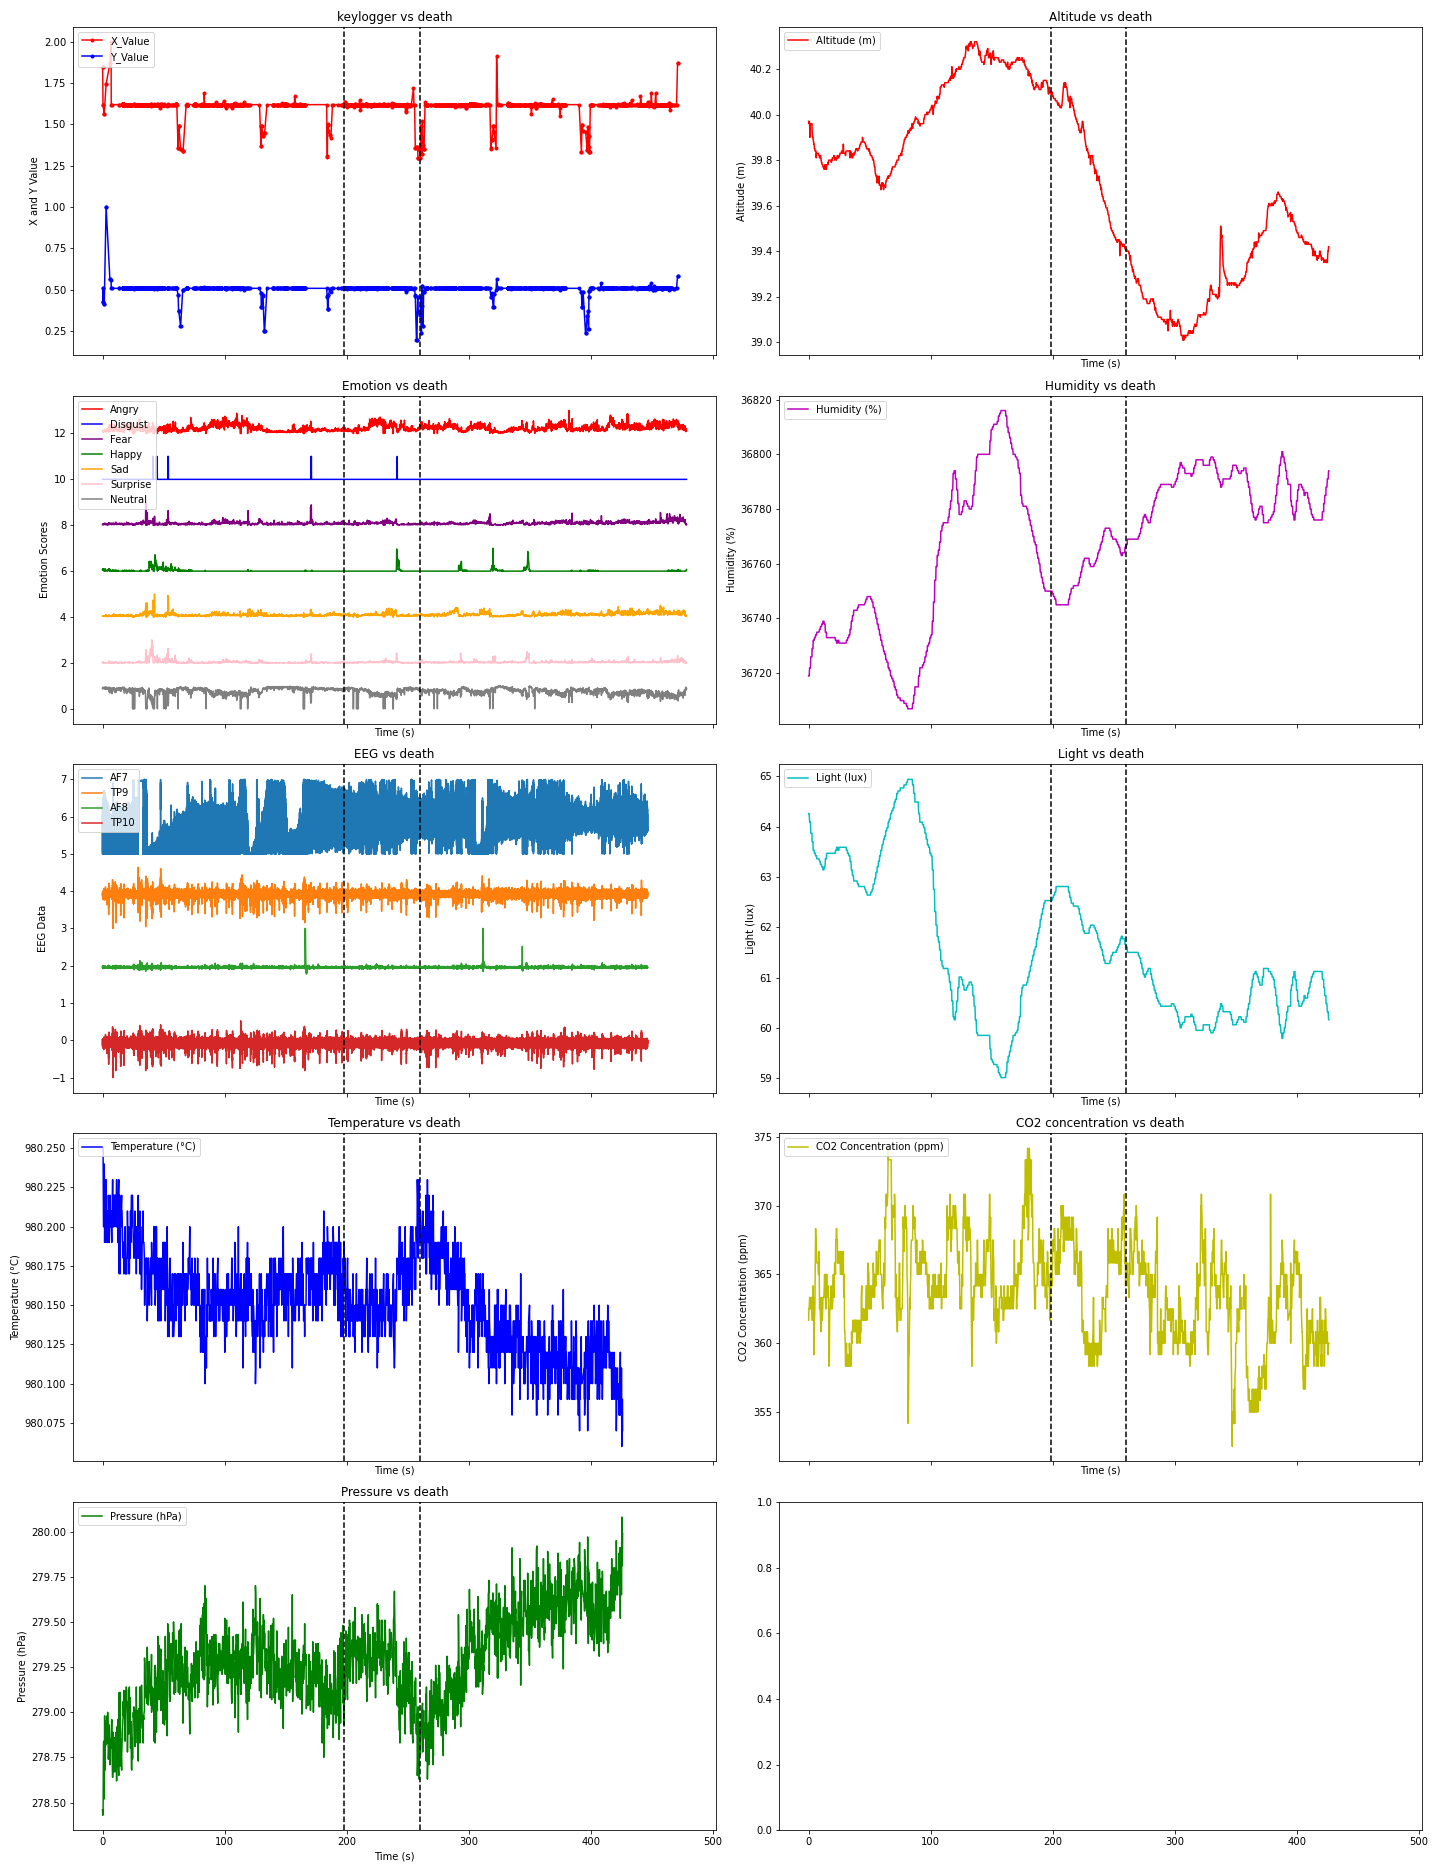 keylogger vs death
X_Value
Y_Value
X and Y Value
2.00
1.75
1.50
1.25
1.00
0.75
0.50
0.25
Altitude vs death
Altitude (m)
Altitude (m)
40.2
40.0
39.8
39.6
39.4
39.2
39.0
Time (s)
Emotion vs death
Angry
Disgust
Fear
Happy
Sad
Surprise
Neutral
Emotion Scores
12
10
8
6
4
2
0
Time (s)
Humidity vs death
Humidity (%)
Humidity (%)
36820
36800
36780
36760
36740
36720
Time (s)
EEG vs death
AF7
TP9
AF8
TP10
EEG Data
7
6
5
4
3
2
1
0
−1
Time (s)
Light vs death
Light (lux)
Light (lux)
65
64
63
62
61
60
59
Time (s)
Temperature vs death
Temperature (°C)
Temperature (°C)
980.250
980.225
980.200
980.175
980.150
980.125
980.100
980.075
Time (s)
CO2 concentration vs death
CO2 Concentration (ppm)
CO2 Concentration (ppm)
375
370
365
360
355
Time (s)
Pressure vs death
Pressure (hPa)
Pressure (hPa)
280.00
279.75
279.50
279.25
279.00
278.75
278.50
0 100 200 300 400 500
Time (s)
1.0
0.8
0.6
0.4
0.2
0.0
0 100 200 300 400 500